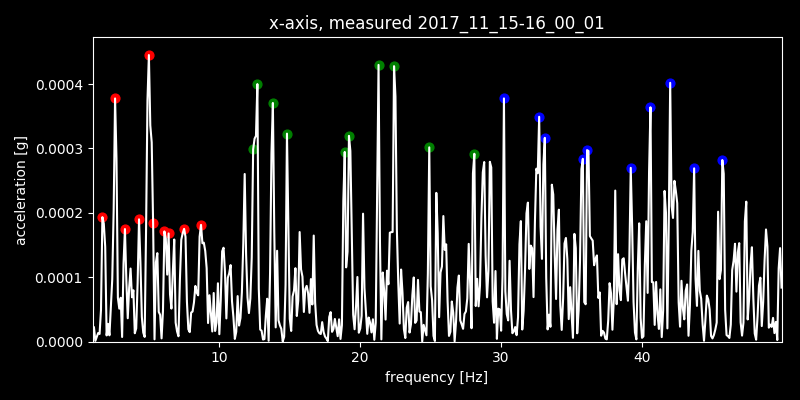 x-axis, measured 2017_11_15-16_00_01
0.0004
0.0003
0.0002
0.0001
0.0000
acceleration [g]
10 20 30 40
frequency [Hz]